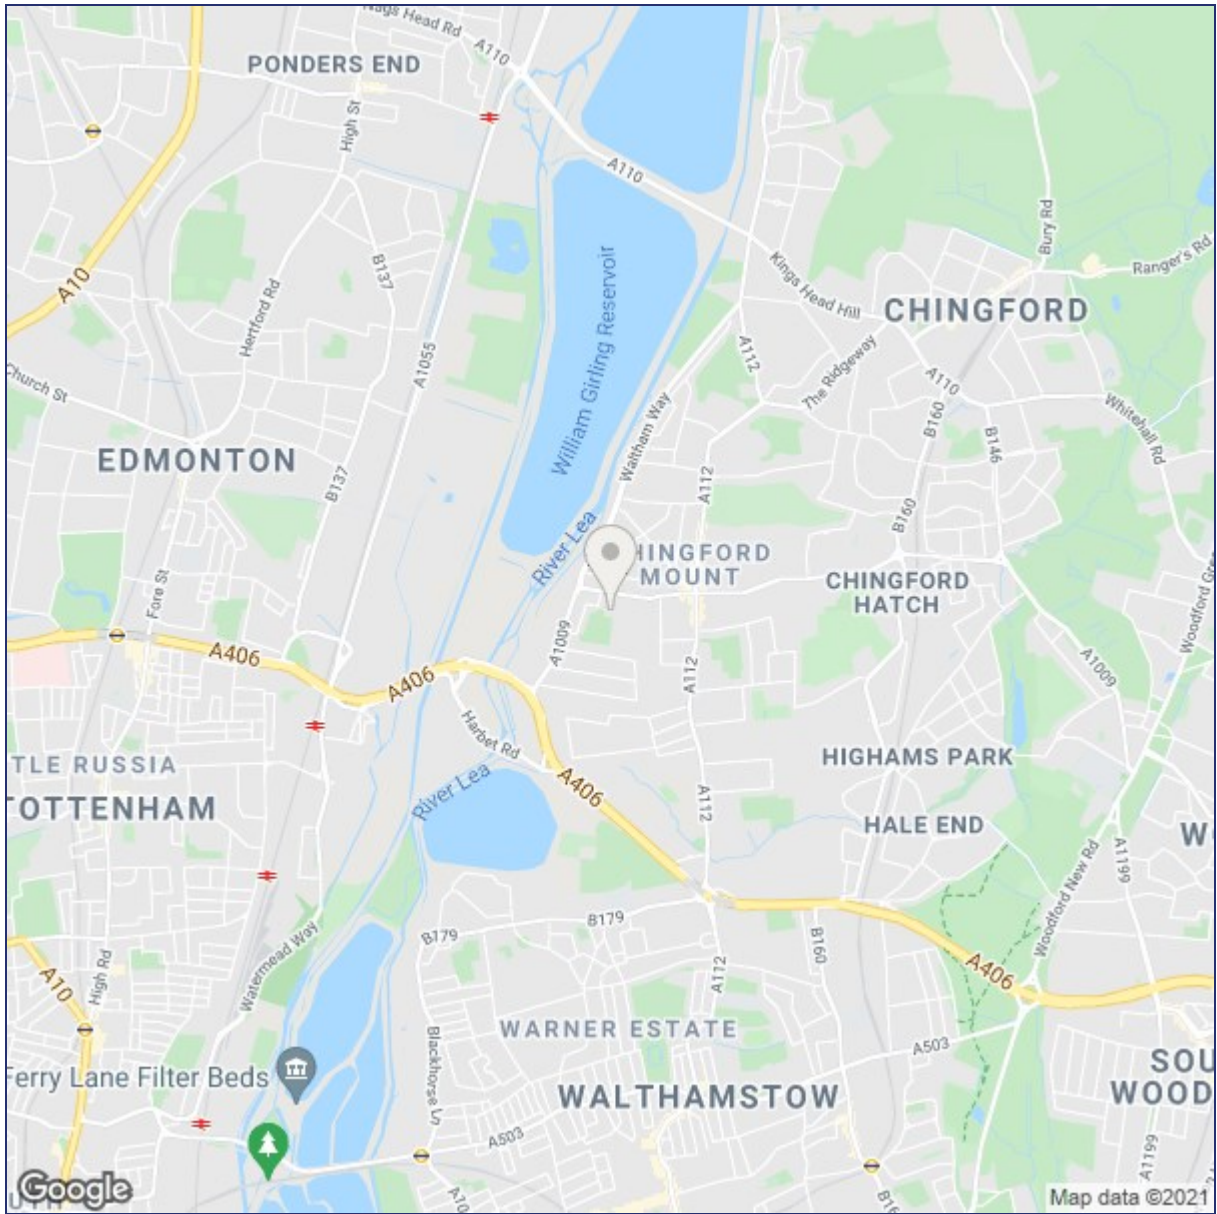 Nags Head Rd
A110
PONDERS END
High St
A110
Bury Rd
Ranger's Rd
A10
B137
Hertford Rd
William Girling Reservoir
Kings Head Hill
CHINGFORD
A1055
A112
The Ridgeway
A110
Church St
Waltham Way
B160
B146
Whitehall Rd
EDMONTON
B137
A112
B160
River Lea
HINGFORD
MOUNT
CHINGFORD
HATCH
Fore St
Woodford Gre
A406
A406
A1009
A112
A1009
Harbet Rd
TLE RUSSIA
River Lea
HIGHAMS PARK
OTTENHAM
A406
A112
HALE END
W
A1199
Woodford New Rd
B179
B179
Watermead Way
A112
B160
A406
A10
High Rd
WARNER ESTATE
A503
Blackhorse Ln
Ferry Lane Filter Beds
WALTHAMSTOW
SOU
WOOD
A503
A1199
A10
B16
Google
Map data ©2021